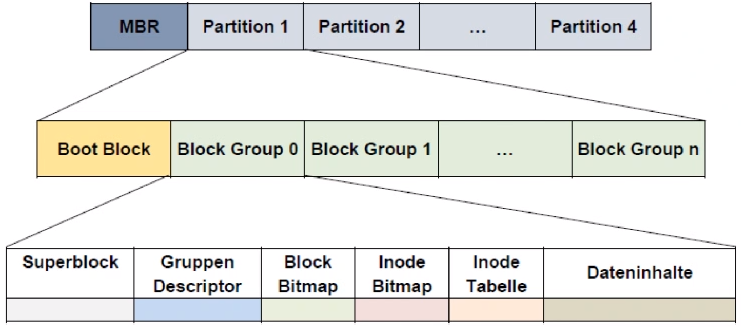 MBR Partition 1 Partition 2 … Partition 4
Boot Block Block Group 0 Block Group 1 … Block Group n
Superblock Gruppen Block Inode Inode Dateninhalte
Descriptor Bitmap Bitmap Tabelle